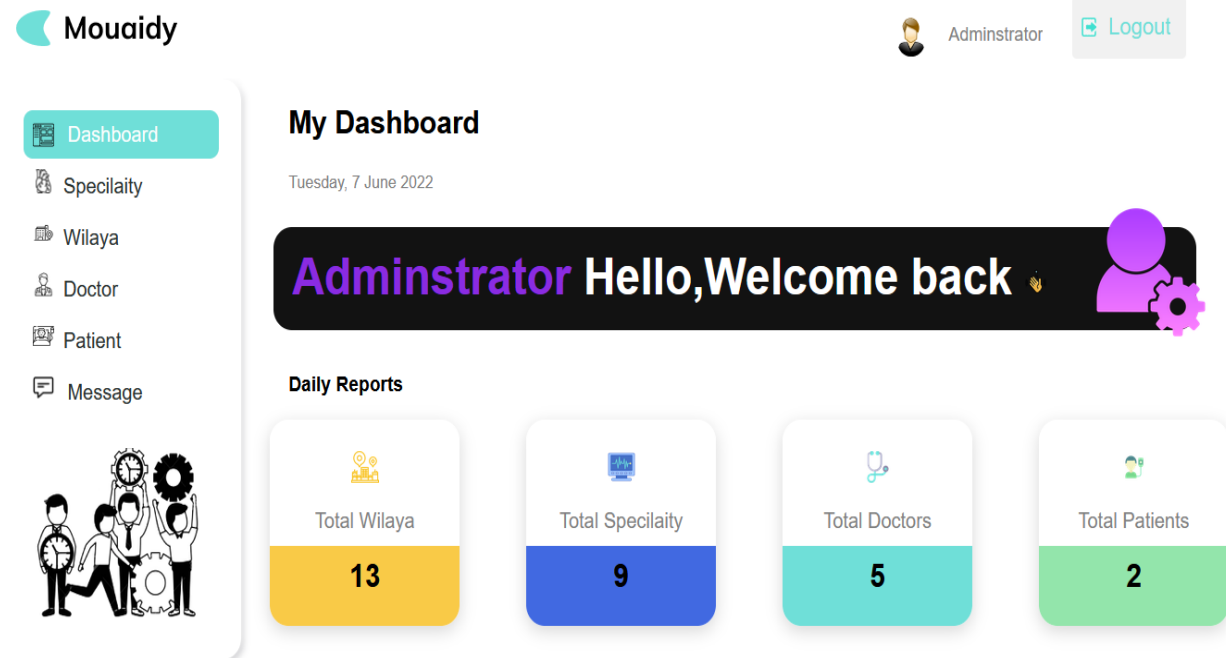 Mouaidy
Adminstrator
Logout
Dashboard
Specilaity
Wilaya
Doctor
Patient
Message
My Dashboard
Tuesday, 7 June 2022
Adminstrator Hello,Welcome back
Daily Reports
Total Wilaya
13
Total Specilaity
9
Total Doctors
5
Total Patients
2